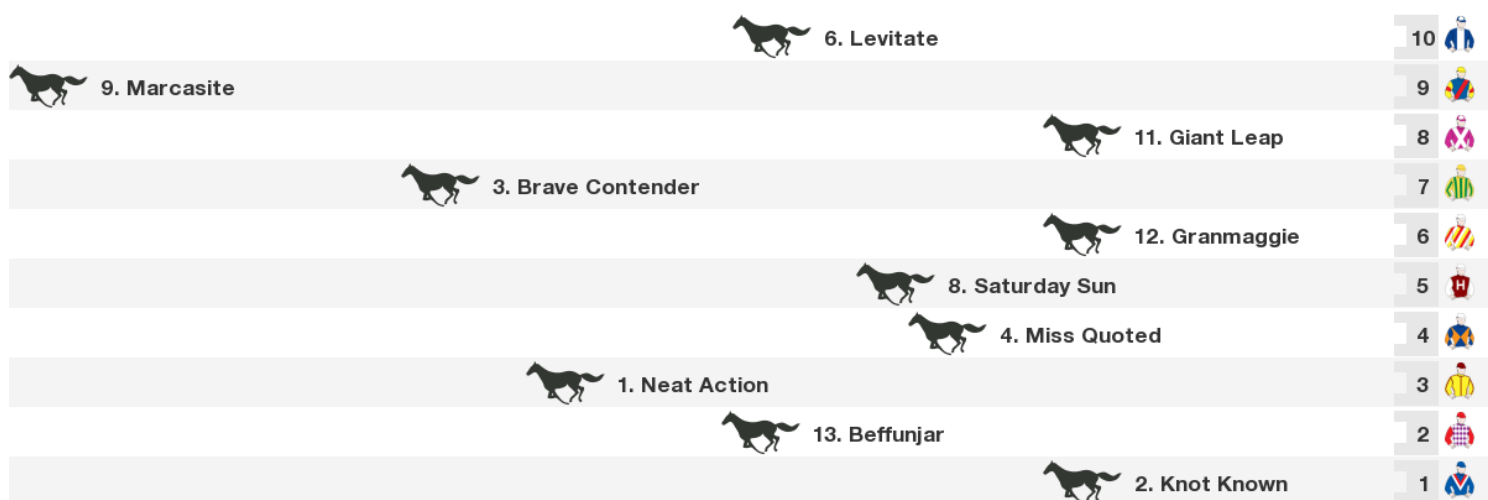 6. Levitate 10
9. Marcasite 9
11. Giant Leap 8
3. Brave Contender 7
12. Granmaggie 6
8. Saturday Sun 5
H
4. Miss Quoted 4
1. Neat Action 3
13. Beffunjar 2
2. Knot Known 1